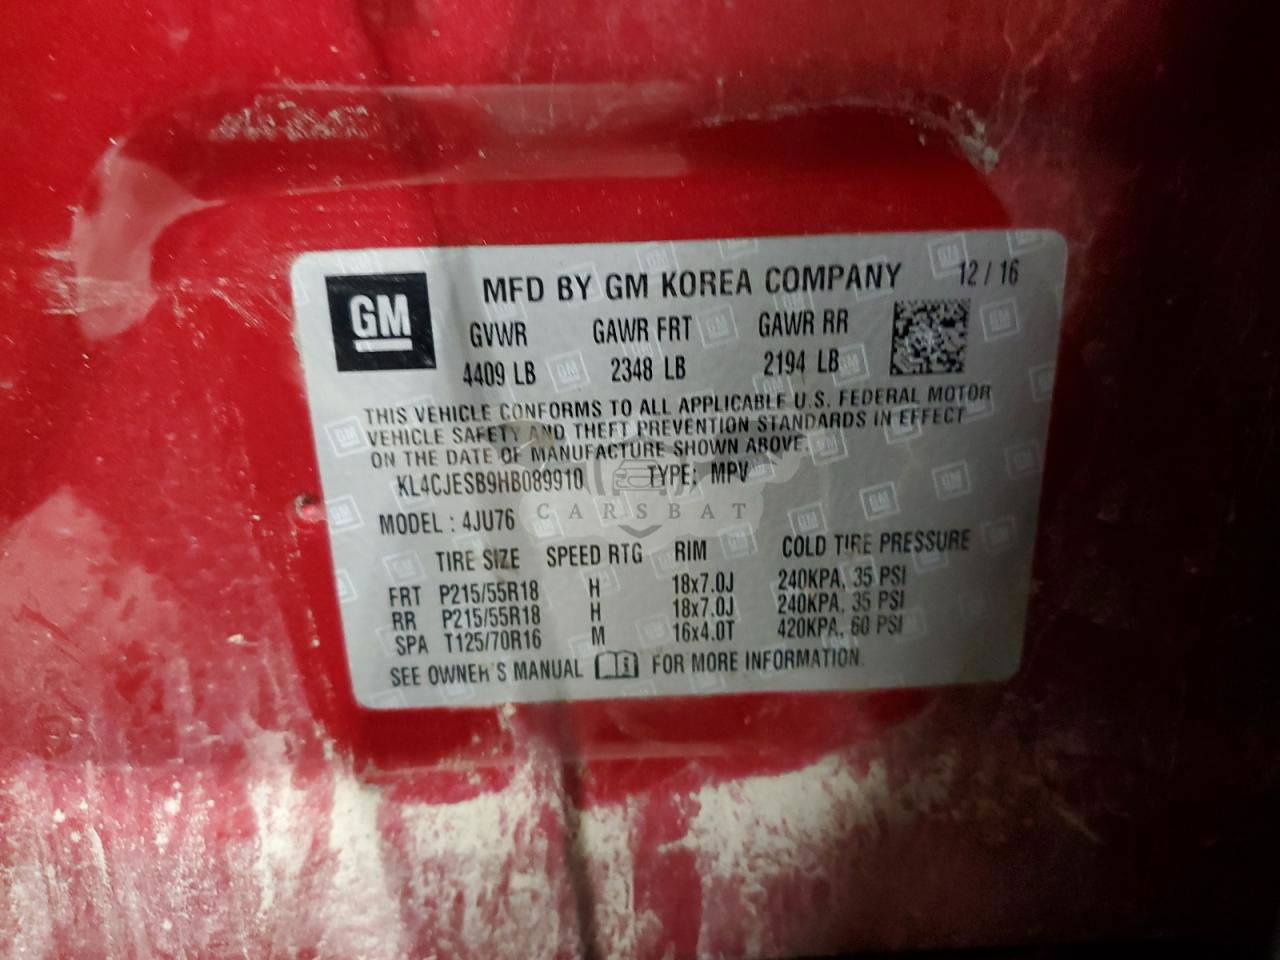 GM
MFD BY GM KOREA COMPANY 12 / 16
GVWR GAWR FRT GAWR RR
4409 LB 2348 LB 2194 LB
THIS VEHICLE CONFORMS TO ALL APPLICABLE U.S. FEDERAL MOTOR
VEHICLE SAFETY AND THEFT PREVENTION STANDARDS IN EFFECT
ON THE DATE OF MANUFACTURE SHOWN ABOVE.
KL4CJESB9HB089910 TYPE: MPV
CARSBAT
MODEL : 4JU76
TIRE SIZE SPEED RTG RIM COLD TIRE PRESSURE
FRT P215/55R18 H 18x7.0J 240KPA, 35 PSI
RR P215/55R18 H 18x7.0J 240KPA, 35 PSI
SPA T125/70R16 M 16x4.0T 420KPA, 60 PSI
SEE OWNER'S MANUAL FOR MORE INFORMATION.